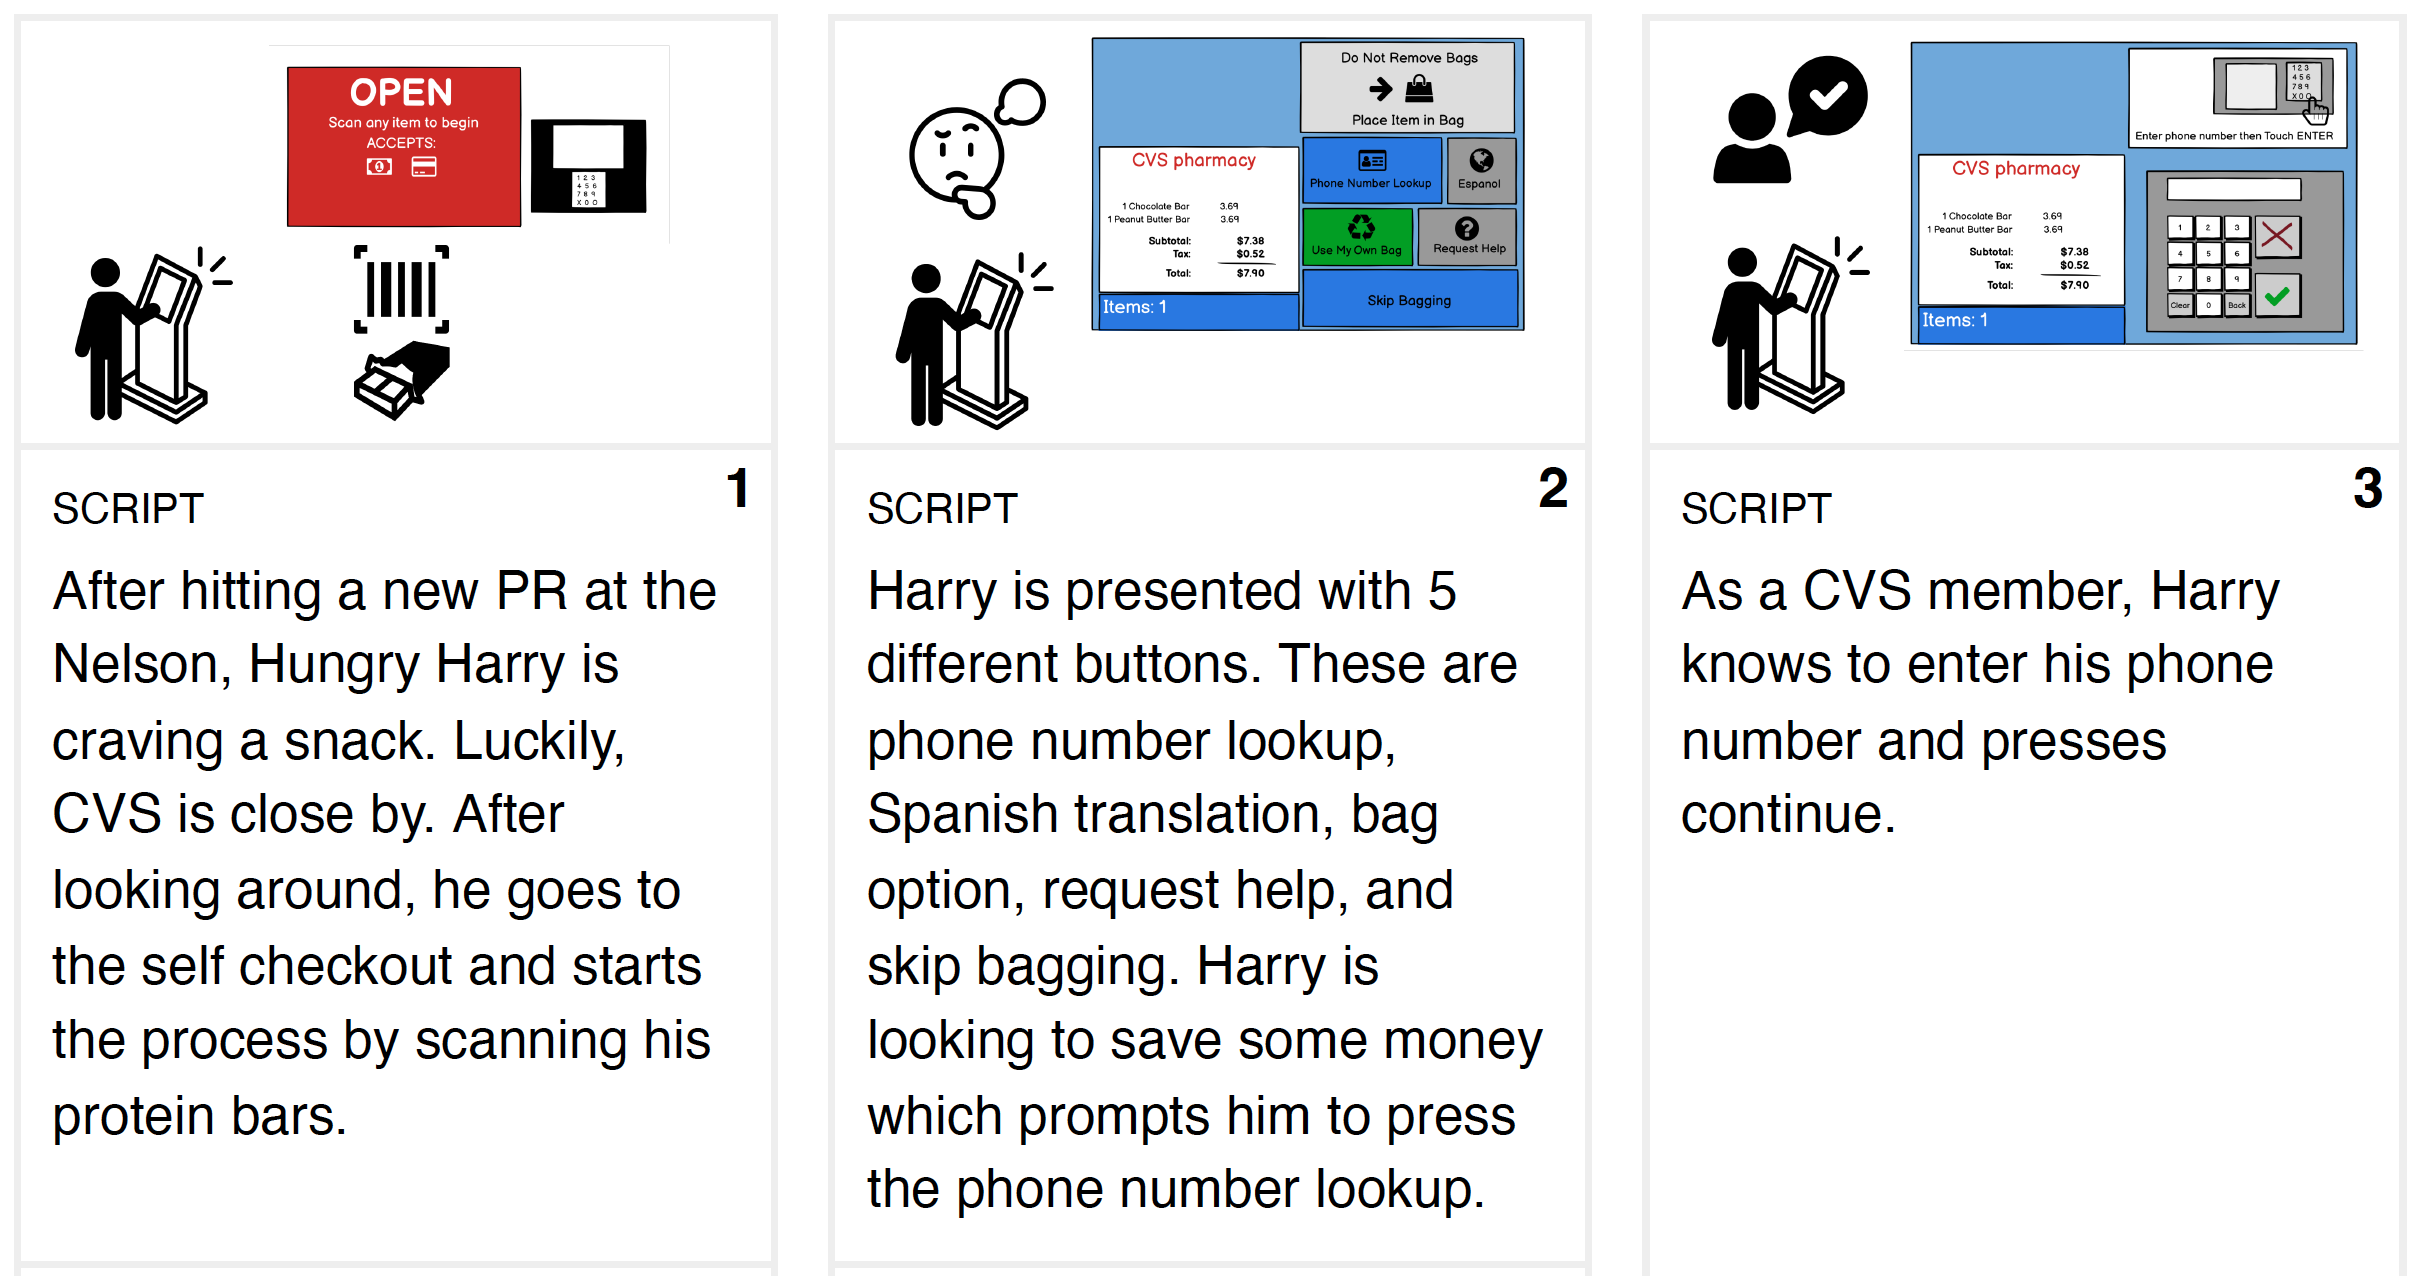 OPEN
Scan any item to begin
ACCEPTS:
1 2 3
4 5 6
7 8 9
X 0 O
SCRIPT
1
After hitting a new PR at the
Nelson, Hungry Harry is
craving a snack. Luckily,
CVS is close by. After
looking around, he goes to
the self checkout and starts
the process by scanning his
protein bars.
Do Not Remove Bags
Place Item in Bag
CVS pharmacy
1 Chocolate Bar 3.69
1 Peanut Butter Bar 3.69
Subtotal: $7.38
Tax: $0.52
Total: $7.90
Items: 1
Phone Number Lookup
Espanol
Use My Own Bag
Request Help
Skip Bagging
SCRIPT
2
Harry is presented with 5
different buttons. These are
phone number lookup,
Spanish translation, bag
option, request help, and
skip bagging. Harry is
looking to save some money
which prompts him to press
the phone number lookup.
1 2 3
4 5 6
7 8 9
X 0 O
Enter phone number then Touch ENTER
CVS pharmacy
1 Chocolate Bar 3.69
1 Peanut Butter Bar 3.69
Subtotal: $7.38
Tax: $0.52
Total: $7.90
Items: 1
1 2 3
4 5 6
7 8 9
Clear 0 Back
SCRIPT
3
As a CVS member, Harry
knows to enter his phone
number and presses
continue.